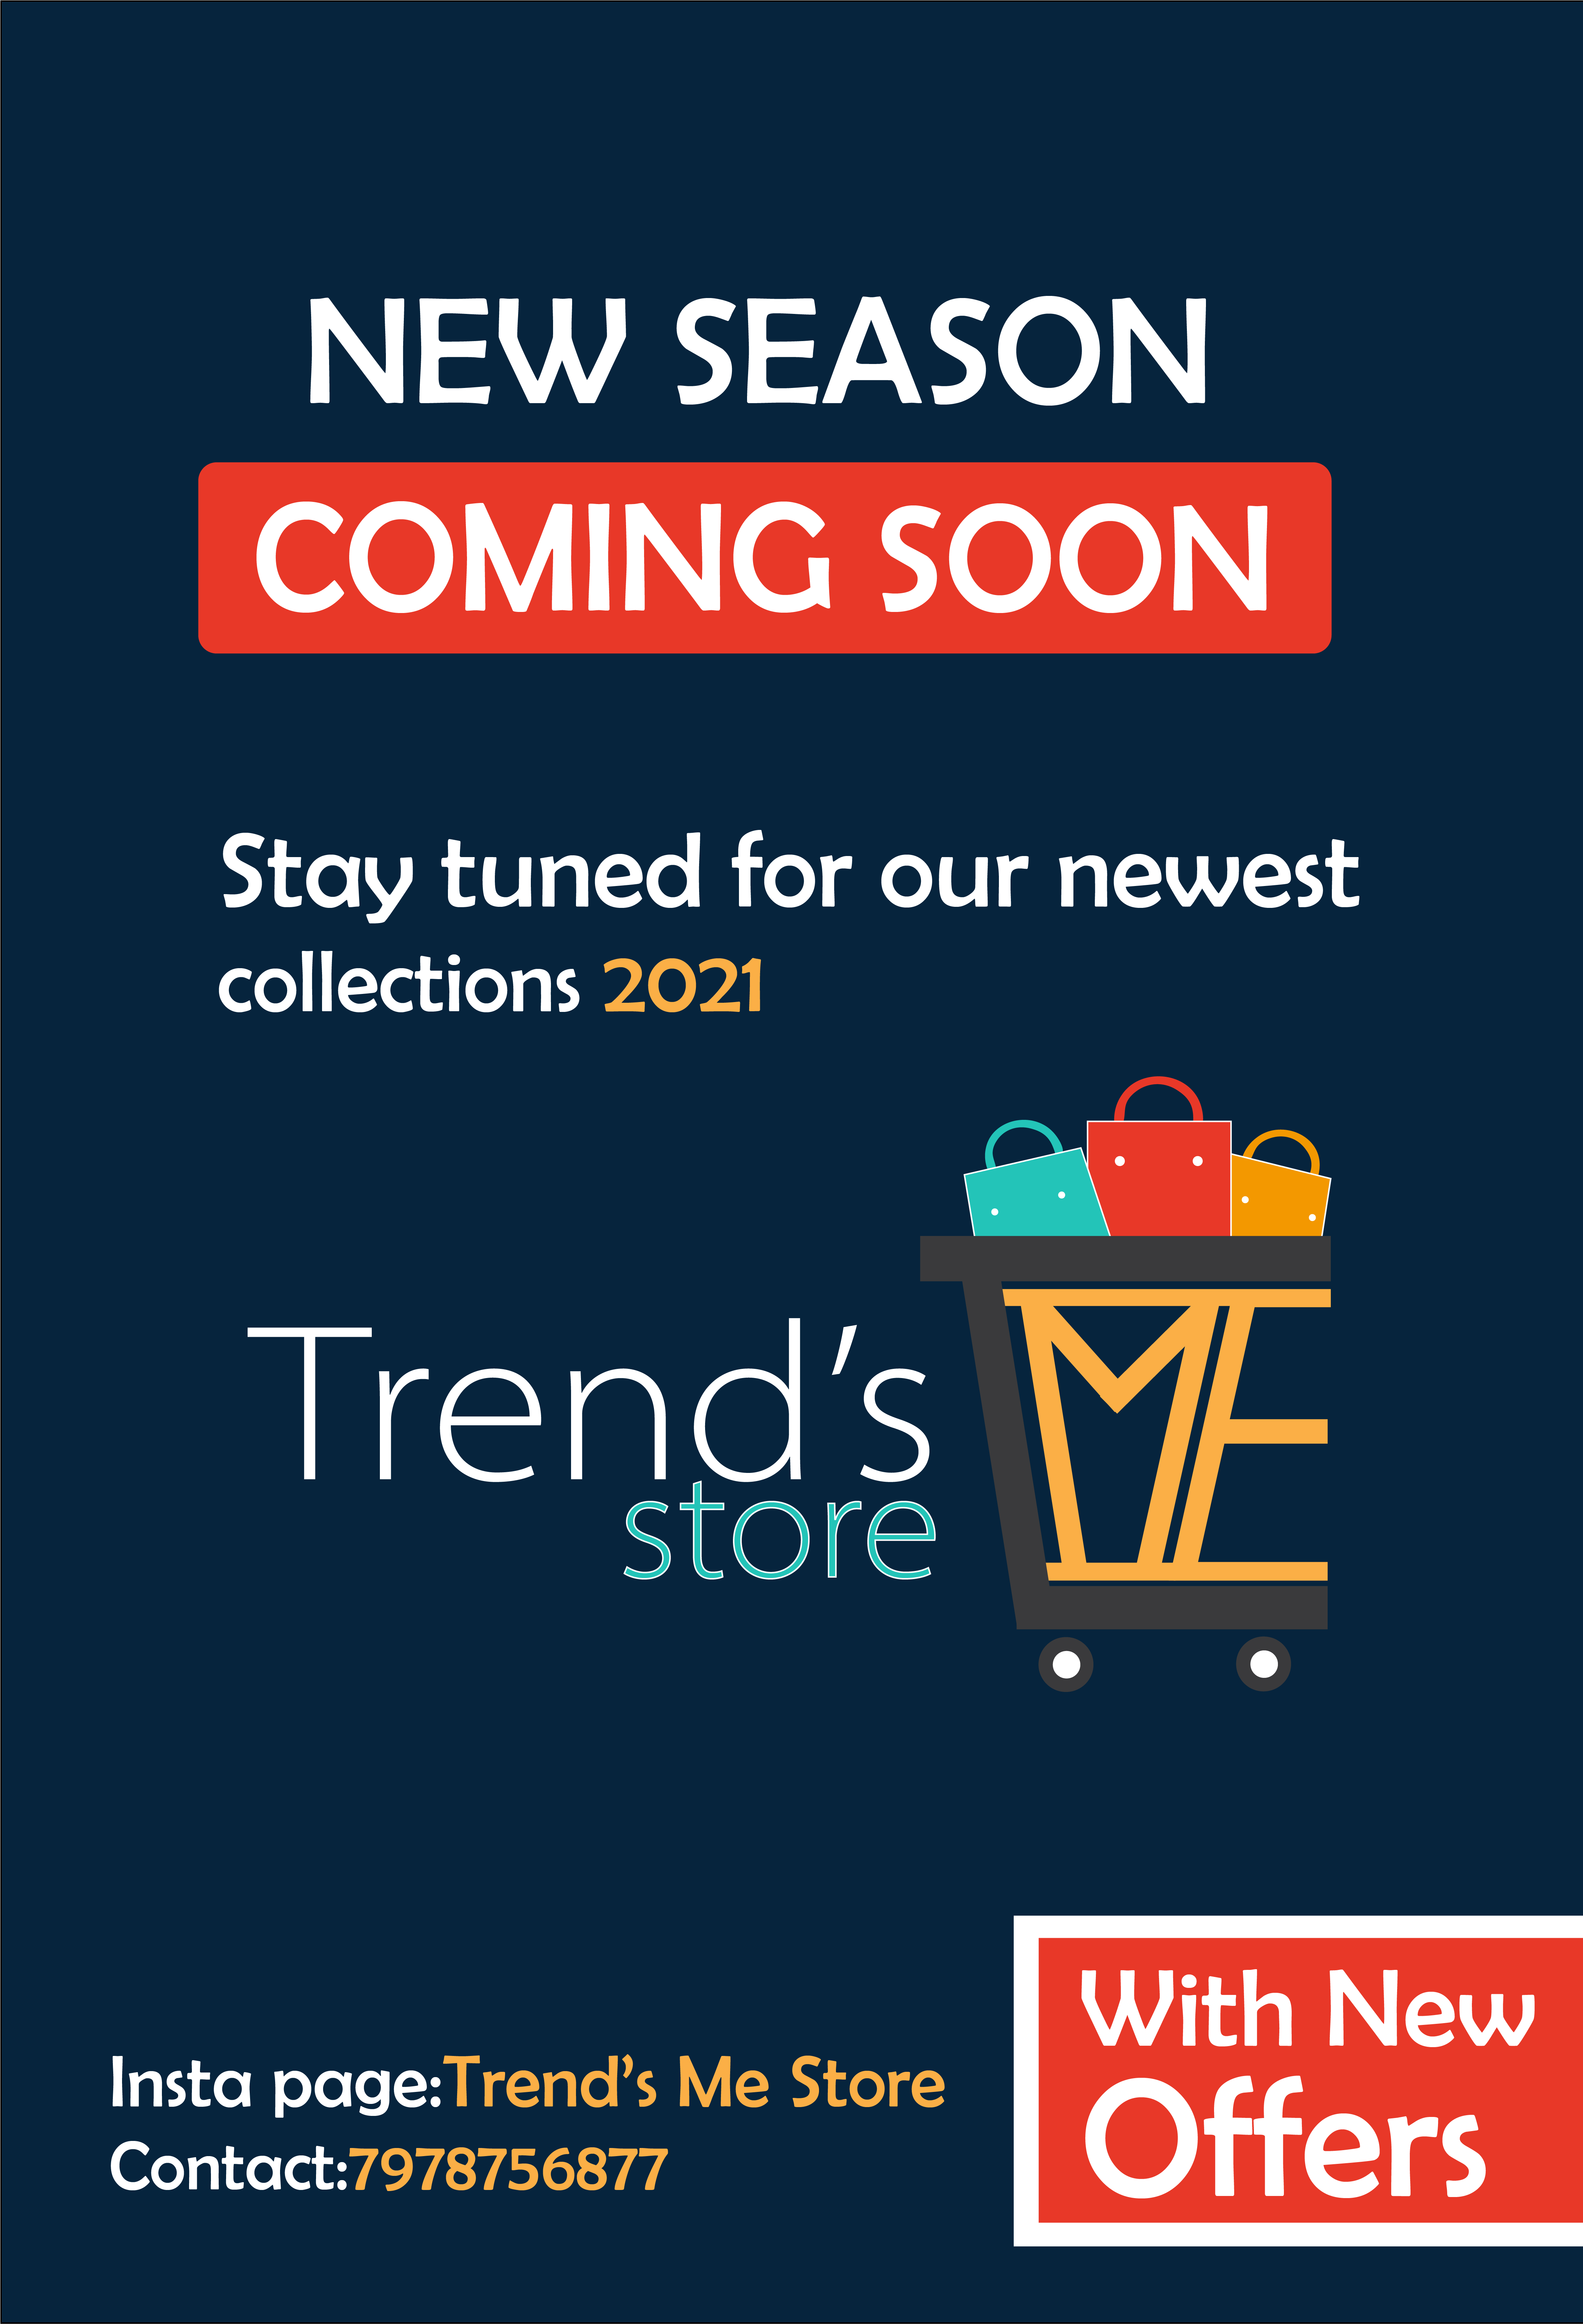 NEW SEASON
COMING SOON
Stay tuned for our newest
collections 2021
Trend's
ME
store
With New
Offers
Insta page:Trend's Me Store
Contact:79787756877